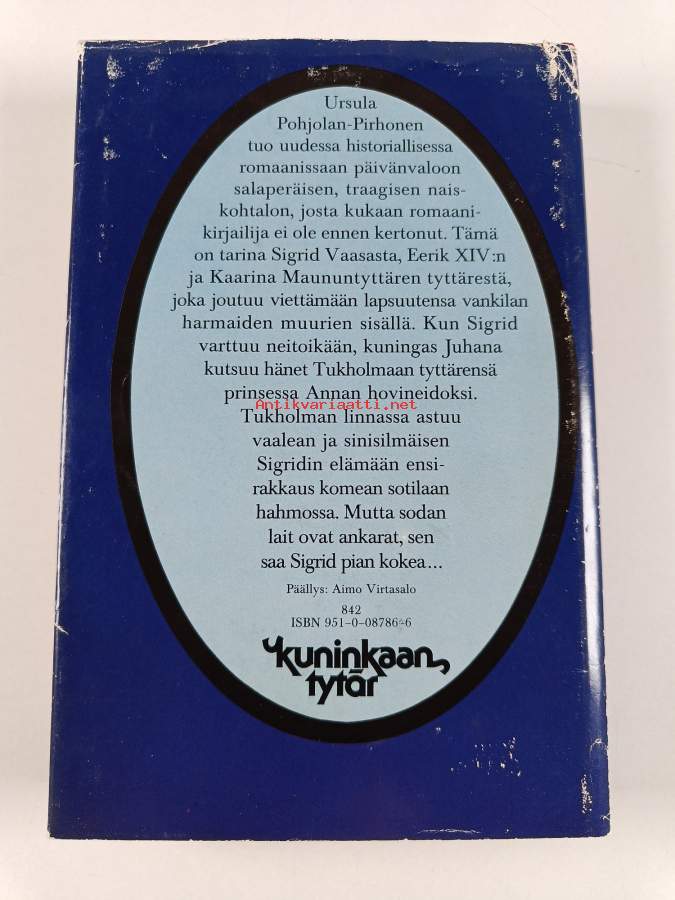 Ursula
Pohjolan-Pirhonen
tuo uudessa historiallisessa
romaanissaan päivänvaloon
salaperäisen, traagisen nais-
kohtalon, josta kukaan romaani-
kirjailija ei ole ennen kertonut. Tämä
on tarina Sigrid Vaasasta, Eerik XIV:n
ja Kaarina Maununtyttären tyttärestä,
joka joutuu viettämään lapsuutensa vankilan
harmaiden muurien sisällä. Kun Sigrid
varttuu neitoikään, kuningas Juhana
kutsuu hänet Tukholmaan tyttärensä
prinsessa Annan hovineidoksi.
Antikvariaatti.net
Tukholman linnassa astuu
vaalean ja sinisilmäisen
Sigridin elämään ensi-
rakkaus komean sotilaan
hahmossa. Mutta sodan
lait ovat ankarat, sen
saa Sigrid pian kokea...
Päällys: Aimo Virtasalo
842
ISBN 951-0-08786-6
kuninkaan
tytär